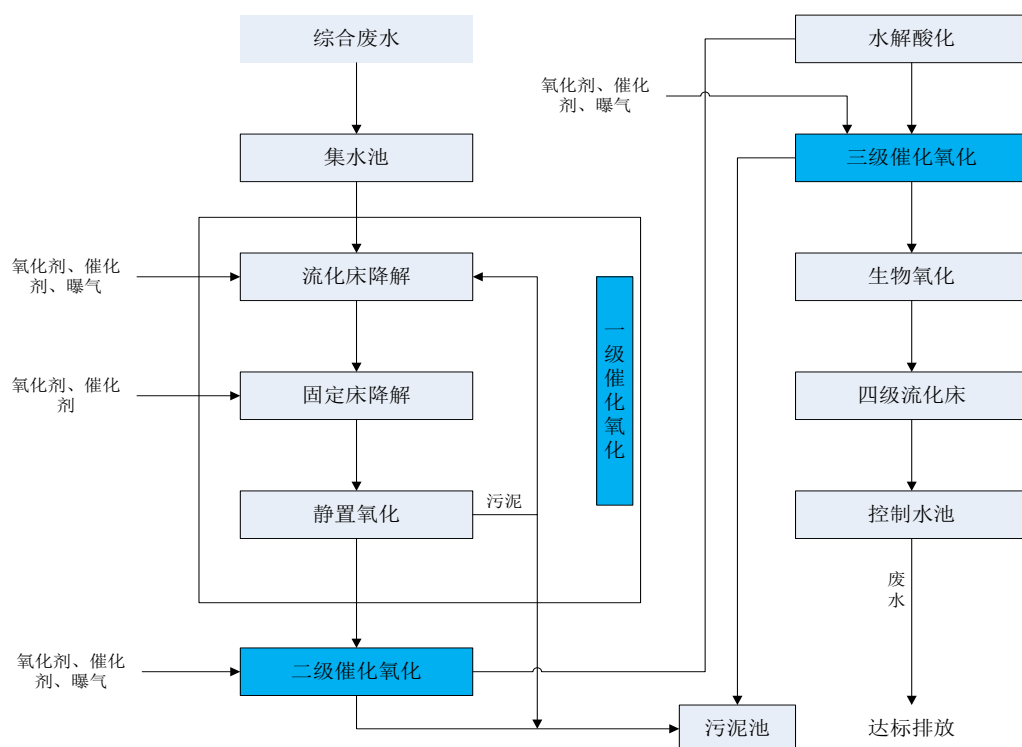 综合废水
集水池
氧化剂、催化
剂、曝气
流化床降解
氧化剂、催化
剂
固定床降解
静置氧化
污泥
一级催化氧化
氧化剂、催化
剂、曝气
二级催化氧化
污泥池
水解酸化
氧化剂、催化
剂、曝气
三级催化氧化
生物氧化
四级流化床
控制水池
废水
达标排放